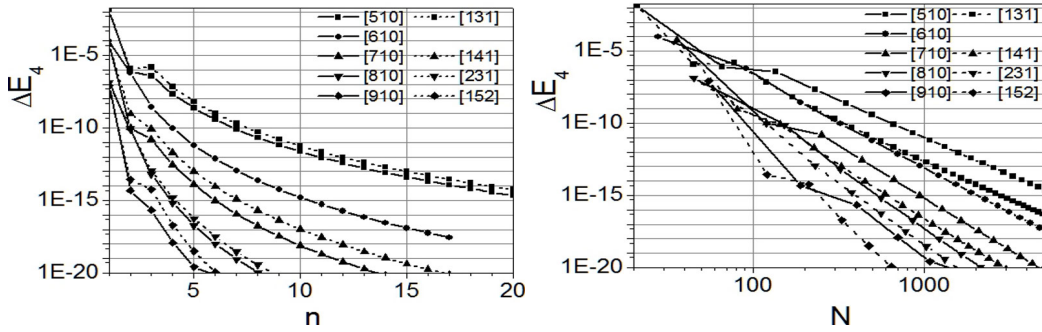 [510] [131]
[610]
[710] [141]
[810] [231]
[910] [152]
ΔE4
1E-5
1E-10
1E-15
1E-20
5 10 15 20
n
[510] [131]
[610]
[710] [141]
[810] [231]
[910] [152]
ΔE4
1E-5
1E-10
1E-15
1E-20
100 1000
N